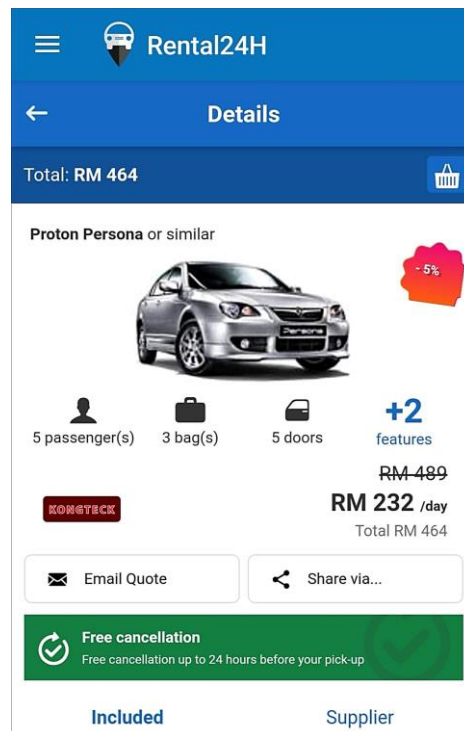 Rental24H
Details
Total: RM 464
Proton Persona or similar
- 5%
Persona
5 passenger(s)
3 bag(s)
5 doors
+2
features
RM 489
KONGTECK
RM 232 /day
Total RM 464
Email Quote
Share via...
Free cancellation
Free cancellation up to 24 hours before your pick-up
Included
Supplier